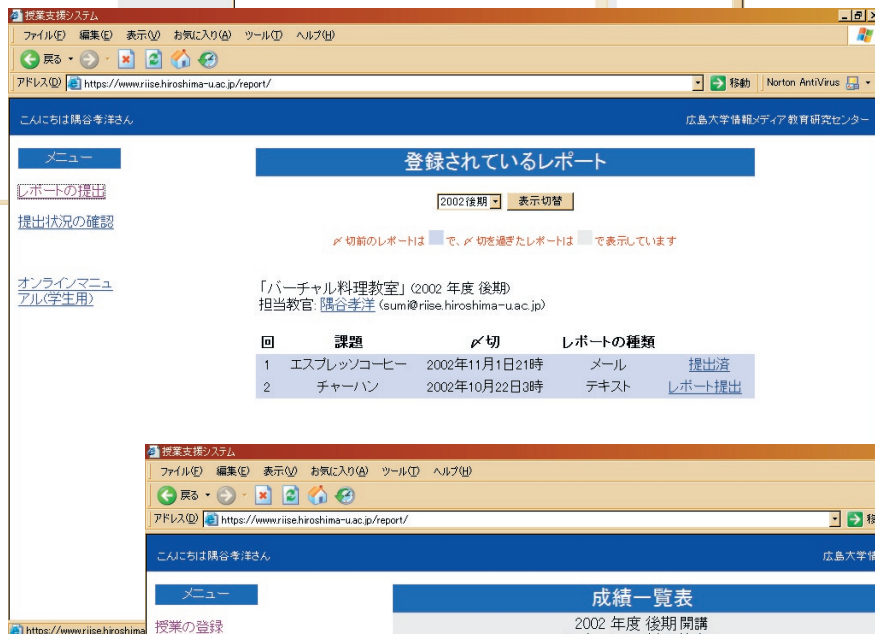 授業支援システム
ファイル(F) 編集(E) 表示(V) お気に入り(A) ツール(T) ヘルプ(H)
戻る
アドレス(D) https://www.riise.hiroshima-u.ac.jp/report/ 移動 Norton AntiVirus
こんにちは隅谷孝洋さん 広島大学情報メディア教育研究センター
メニュー
レポートの提出
提出状況の確認
オンラインマニュ
アル(学生用)
登録されているレポート
2002後期 表示切替
〆切前のレポートは で、〆切を過ぎたレポートは で表示しています
「バーチャル料理教室」(2002 年度 後期)
担当教官: 隅谷孝洋 (sumi@riise.hiroshima-u.ac.jp)
回 課題 〆切 レポートの種類
1 エスプレッソコーヒー 2002年11月1日21時 メール 提出済
2 チャーハン 2002年10月22日3時 テキスト レポート提出
https://www.riise.hiroshima
授業支援システム
ファイル(F) 編集(E) 表示(V) お気に入り(A) ツール(T) ヘルプ(H)
戻る
アドレス(D) https://www.riise.hiroshima-u.ac.jp/report/
こんにちは隅谷孝洋さん 広島大学情
メニュー
授業の登録
成績一覧表
2002 年度 後期 開講